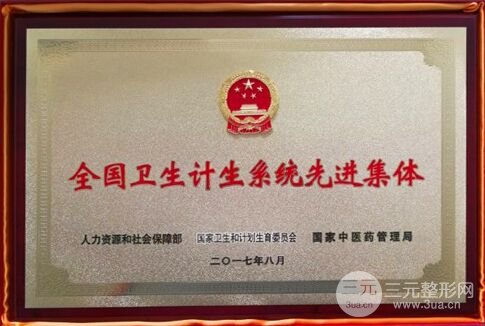 全国卫生计生系统先进集体
人力资源和社会保障部 国家卫生和计划生育委员会 国家中医药管理局
二〇一七年八月
三元 3ua.cn 三元整形网
www.3ua.cn